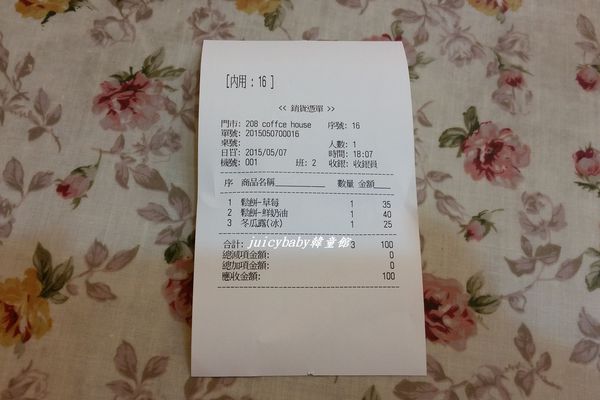 [內用 : 16 ]
<< 銷貨憑單 >>
門市: 208 coffce house 序號: 16
單號: 2015050700016
桌號: 人數: 1
日期: 2015/05/07 時間: 18:07
機號: 001 班: 2 收銀: 收銀員
序 商品名稱 數量 金額
1 鬆餅-草莓 1 35
2 鬆餅-鮮奶油 1 40
3 冬瓜露(冰) 1 25
合計: 3 100
juicybaby韓童館
總減項金額: 0
總加項金額: 0
應收金額: 100